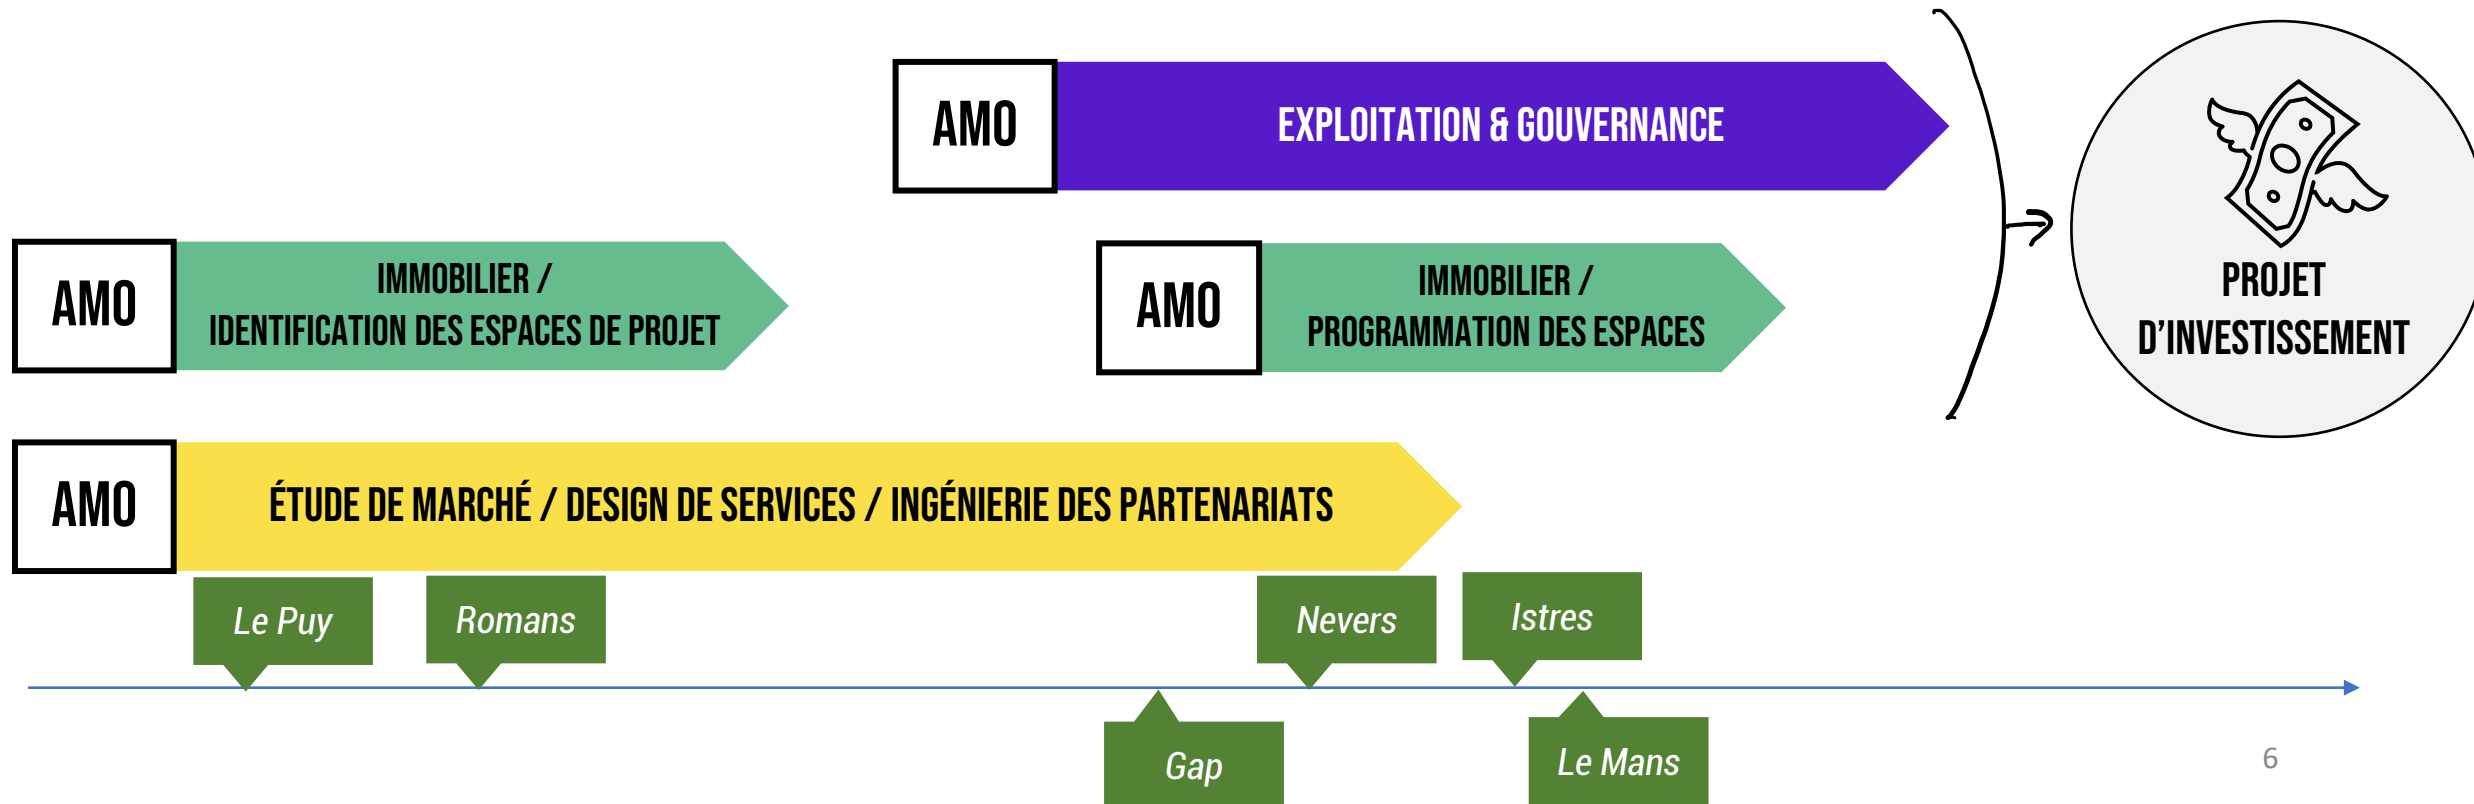 AMO
EXPLOITATION & GOUVERNANCE
AMO
IMMOBILIER /
IDENTIFICATION DES ESPACES DE PROJET
AMO
IMMOBILIER /
PROGRAMMATION DES ESPACES
PROJET
D’INVESTISSEMENT
AMO
ÉTUDE DE MARCHÉ / DESIGN DE SERVICES / INGÉNIERIE DES PARTENARIATS
Le Puy
Romans
Nevers
Istres
Gap
Le Mans
6